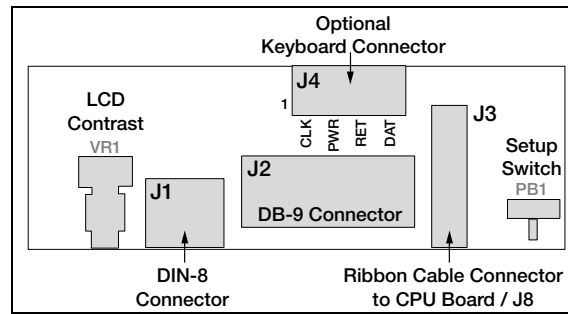 Optional
Keyboard Connector
J4
1
CLK
PWR
RET
DAT
LCD
Contrast
VR1
J1
J2
DB-9 Connector
J3
Setup
Switch
PB1
DIN-8
Connector
Ribbon Cable Connector
to CPU Board / J8